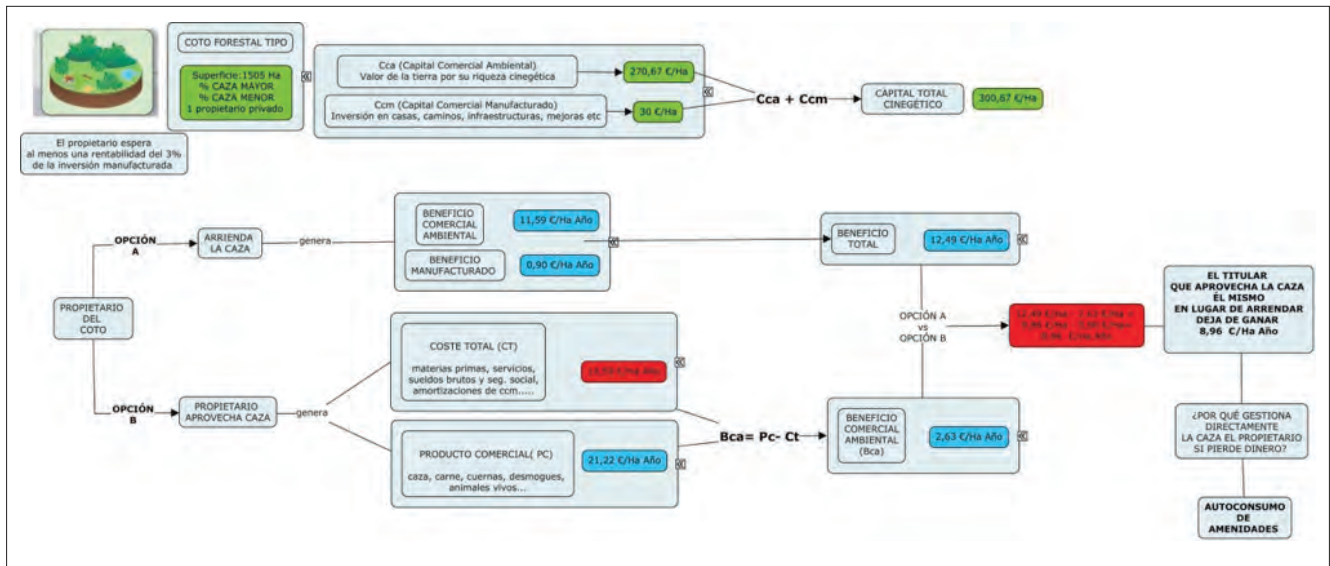 COTO FORESTAL TIPO
Superficie:1505 Ha
% CAZA MAYOR
% CAZA MENOR
1 propietario privado
El propietario espera
al menos una rentabilidad del 3%
de la inversión manufacturada
Cca (Capital Comercial Ambiental)
Valor de la tierra por su riqueza cinegética
270,67 €/Ha
Ccm (Capital Comercial Manufacturado)
Inversión en casas, caminos, infraestructuras, mejoras etc
30 €/Ha
Cca + Ccm
CAPITAL TOTAL
CINEGÉTICO
300,67 €/Ha
PROPIETARIO
DEL
COTO
OPCIÓN
A
ARRIENDA
LA CAZA
genera
BENEFICIO
COMERCIAL
AMBIENTAL
11,59 €/Ha Año
BENEFICIO
MANUFACTURADO
0,90 €/Ha Año
BENEFICIO
TOTAL
12,49 €/Ha Año
OPCIÓN
B
PROPIETARIO
APROVECHA CAZA
genera
COSTE TOTAL (CT)
materias primas, servicios,
sueldos brutos y seg. social,
amortizaciones de ccm.....
€/Ha Año
PRODUCTO COMERCIAL( PC)
caza, carne, cuernas, desmogues,
animales vivos...
21,22 €/Ha Año
Bca= Pc- Ct
BENEFICIO
COMERCIAL
AMBIENTAL
(Bca)
2,63 €/Ha Año
OPCIÓN A
vs
OPCIÓN B
EL TITULAR
QUE APROVECHA LA CAZA
ÉL MISMO
EN LUGAR DE ARRENDAR
DEJA DE GANAR
8,96 €/Ha Año
¿POR QUÉ GESTIONA
DIRECTAMENTE
LA CAZA EL PROPIETARIO
SI PIERDE DINERO?
AUTOCONSUMO
DE
AMENIDADES